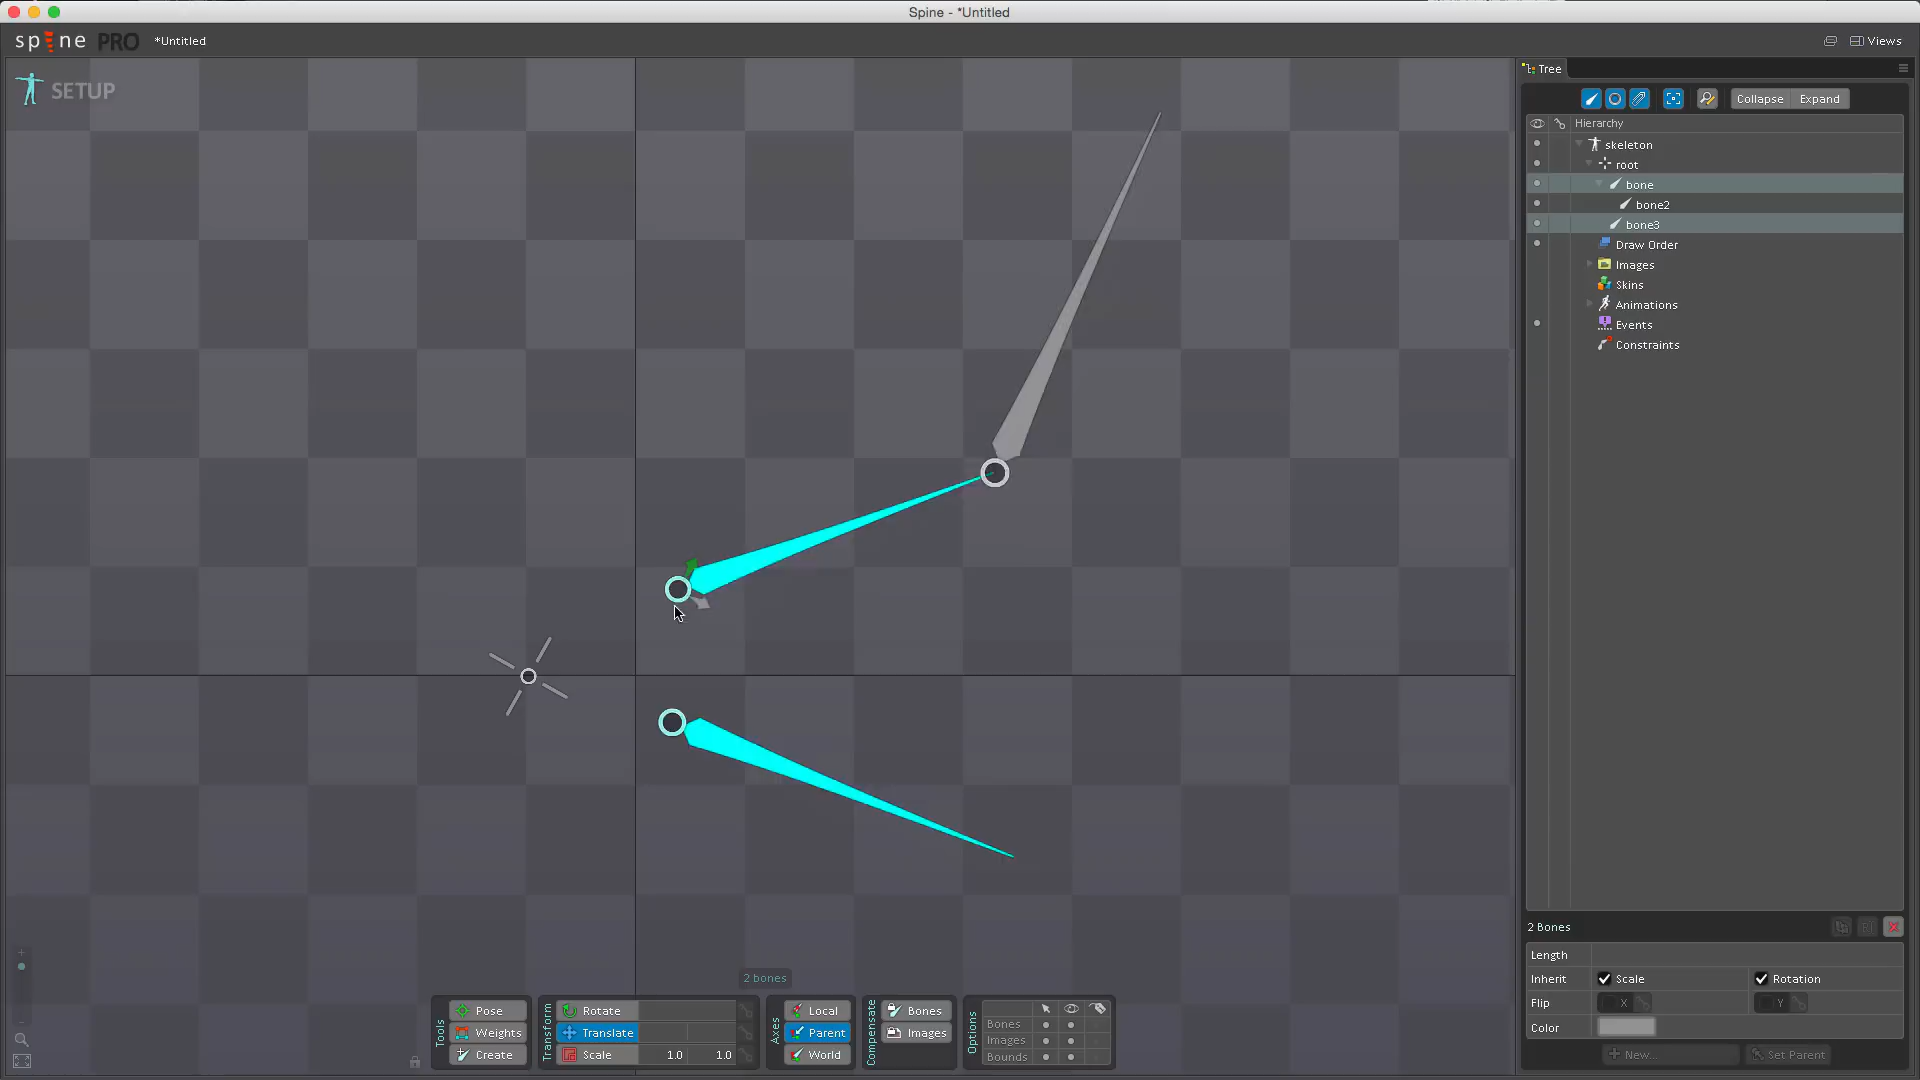 Spine - *Untitled
spine PRO
*Untitled
Views
SETUP
Tree
Collapse
Expand
Hierarchy
skeleton
root
bone
bone2
bone3
Draw Order
Images
Skins
Animations
Events
Constraints
2 Bones
Length
Inherit
Scale
Rotation
Flip
X
Y
Color
New...
Set Parent
2 bones
Tools
Pose
Weights
Create
Transform
Rotate
Translate
Scale 1.0 1.0
Axes
Local
Parent
World
Compensate
Bones
Images
Options
Bones
Images
Bounds